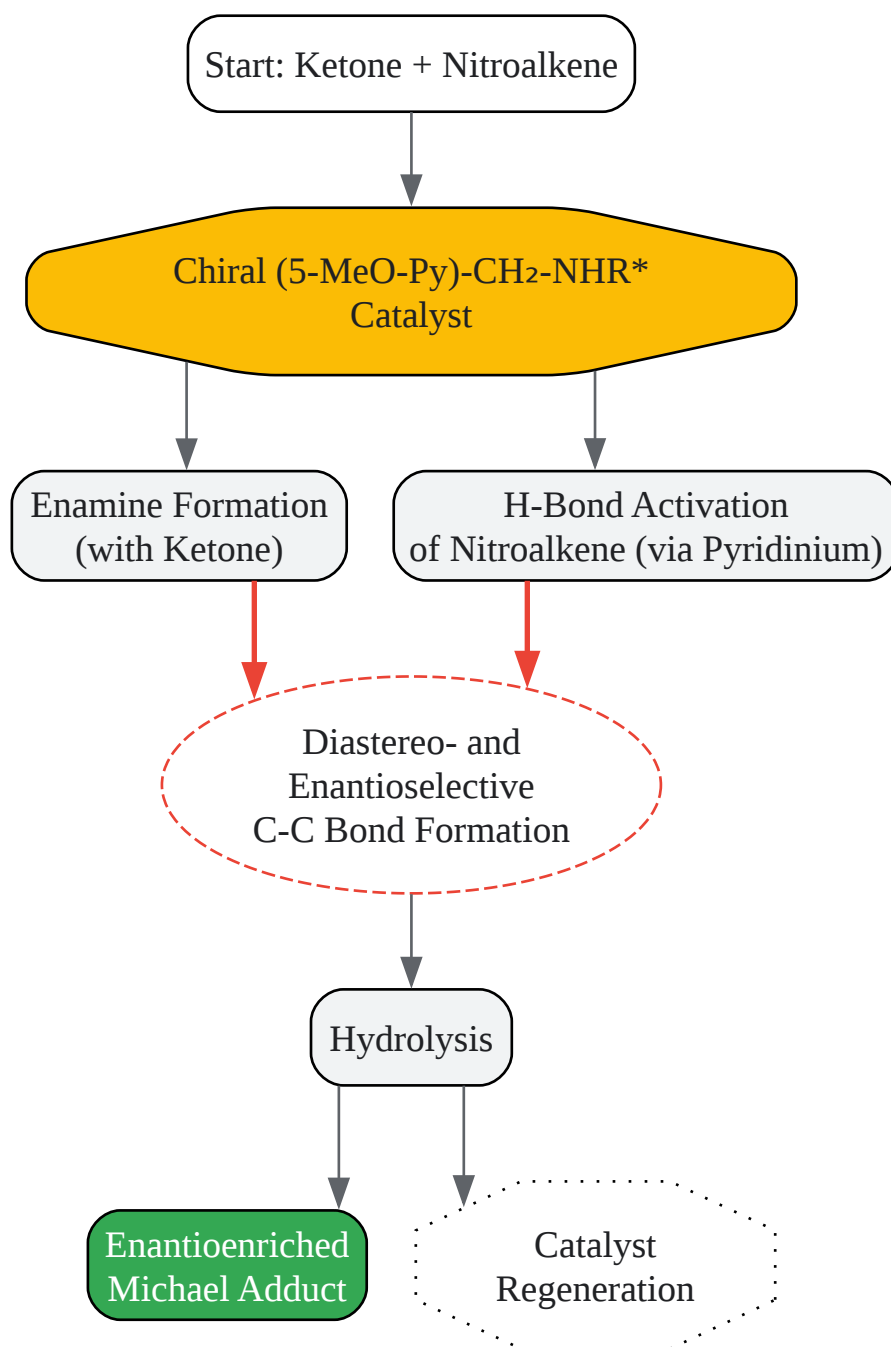 Start: Ketone + Nitroalkene
Chiral (5-MeO-Py)-CH₂-NHR*
Catalyst
Enamine Formation
(with Ketone)
H-Bond Activation
of Nitroalkene (via Pyridinium)
Diastereo- and
Enantioselective
C-C Bond Formation
Hydrolysis
Enantioenriched
Michael Adduct
Catalyst
Regeneration